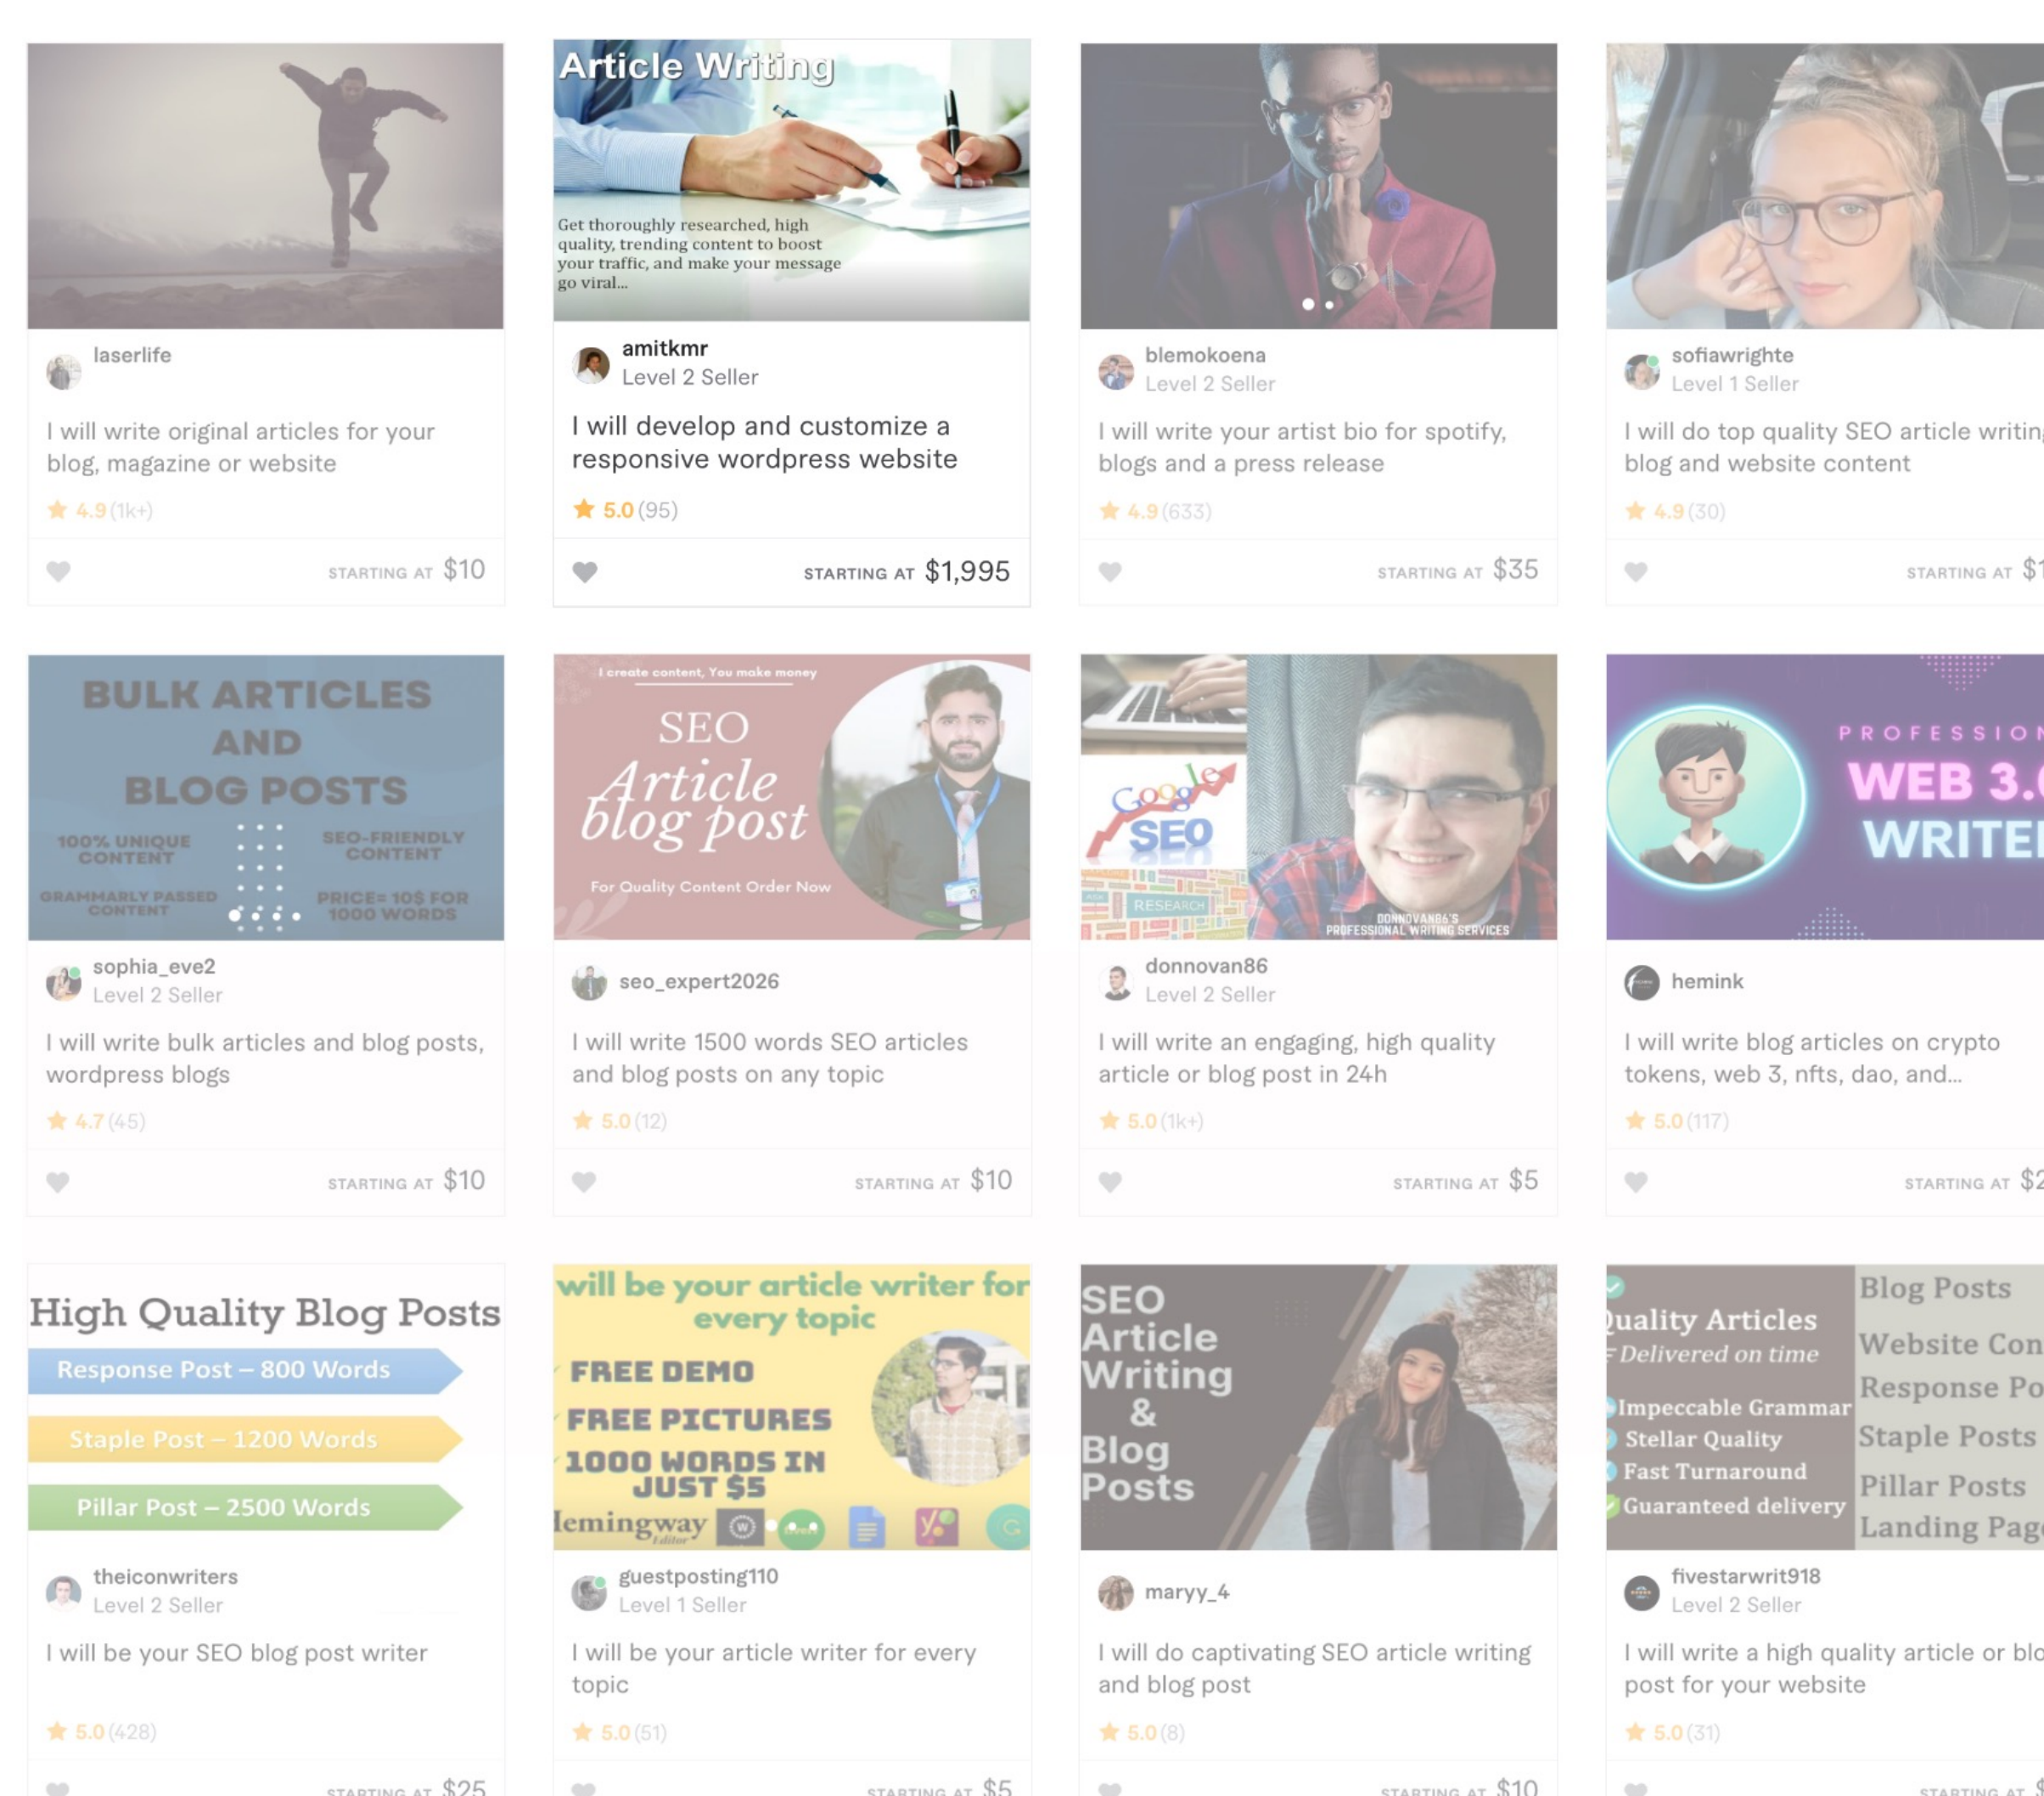 Article Writing
Get thoroughly researched, high
quality, trending content to boost
your traffic, and make your message
go viral...
laserlife
I will write original articles for your
blog, magazine or website
4.9 (1k+)
STARTING AT $10
amitkmr
Level 2 Seller
I will develop and customize a
responsive wordpress website
5.0 (95)
STARTING AT $1,995
blemokoena
Level 2 Seller
I will write your artist bio for spotify,
blogs and a press release
4.9 (633)
STARTING AT $35
sofiawrighte
Level 1 Seller
I will do top quality SEO article writing
blog and website content
4.9 (30)
STARTING AT
BULK ARTICLES
AND
BLOG POSTS
100% UNIQUE
CONTENT
SEO-FRIENDLY
CONTENT
GRAMMARLY PASSED
CONTENT
PRICE= 10$ FOR
1000 WORDS
sophia_eve2
Level 2 Seller
I will write bulk articles and blog posts,
wordpress blogs
4.7 (45)
STARTING AT $10
I create content, You make money
SEO
Article
blog post
For Quality Content Order Now
seo_expert2026
I will write 1500 words SEO articles
and blog posts on any topic
5.0 (12)
STARTING AT $10
Google
SEO
RESEARCH
DONNOVAN86'S
PROFESSIONAL WRITING SERVICES
donnovan86
Level 2 Seller
I will write an engaging, high quality
article or blog post in 24h
5.0 (1k+)
STARTING AT $5
PROFESSION
WEB 3.0
WRITE
hemink
I will write blog articles on crypto
tokens, web 3, nfts, dao, and...
5.0 (117)
STARTING AT $2
High Quality Blog Posts
Response Post – 800 Words
Staple Post – 1200 Words
Pillar Post – 2500 Words
theiconwriters
Level 2 Seller
I will be your SEO blog post writer
5.0 (428)
STARTING AT $25
will be your article writer for
every topic
FREE DEMO
FREE PICTURES
1000 WORDS IN
JUST $5
Hemingway
Editor
guestposting110
Level 1 Seller
I will be your article writer for every
topic
5.0 (51)
STARTING AT $5
SEO
Article
Writing
&
Blog
Posts
maryy_4
I will do captivating SEO article writing
and blog post
5.0 (8)
STARTING AT $10
Quality Articles
Delivered on time
Impeccable Grammar
Stellar Quality
Fast Turnaround
Guaranteed delivery
Blog Posts
Website Con
Response Po
Staple Posts
Pillar Posts
Landing Page
fivestarwrit918
Level 2 Seller
I will write a high quality article or blo
post for your website
5.0 (31)
STARTING AT